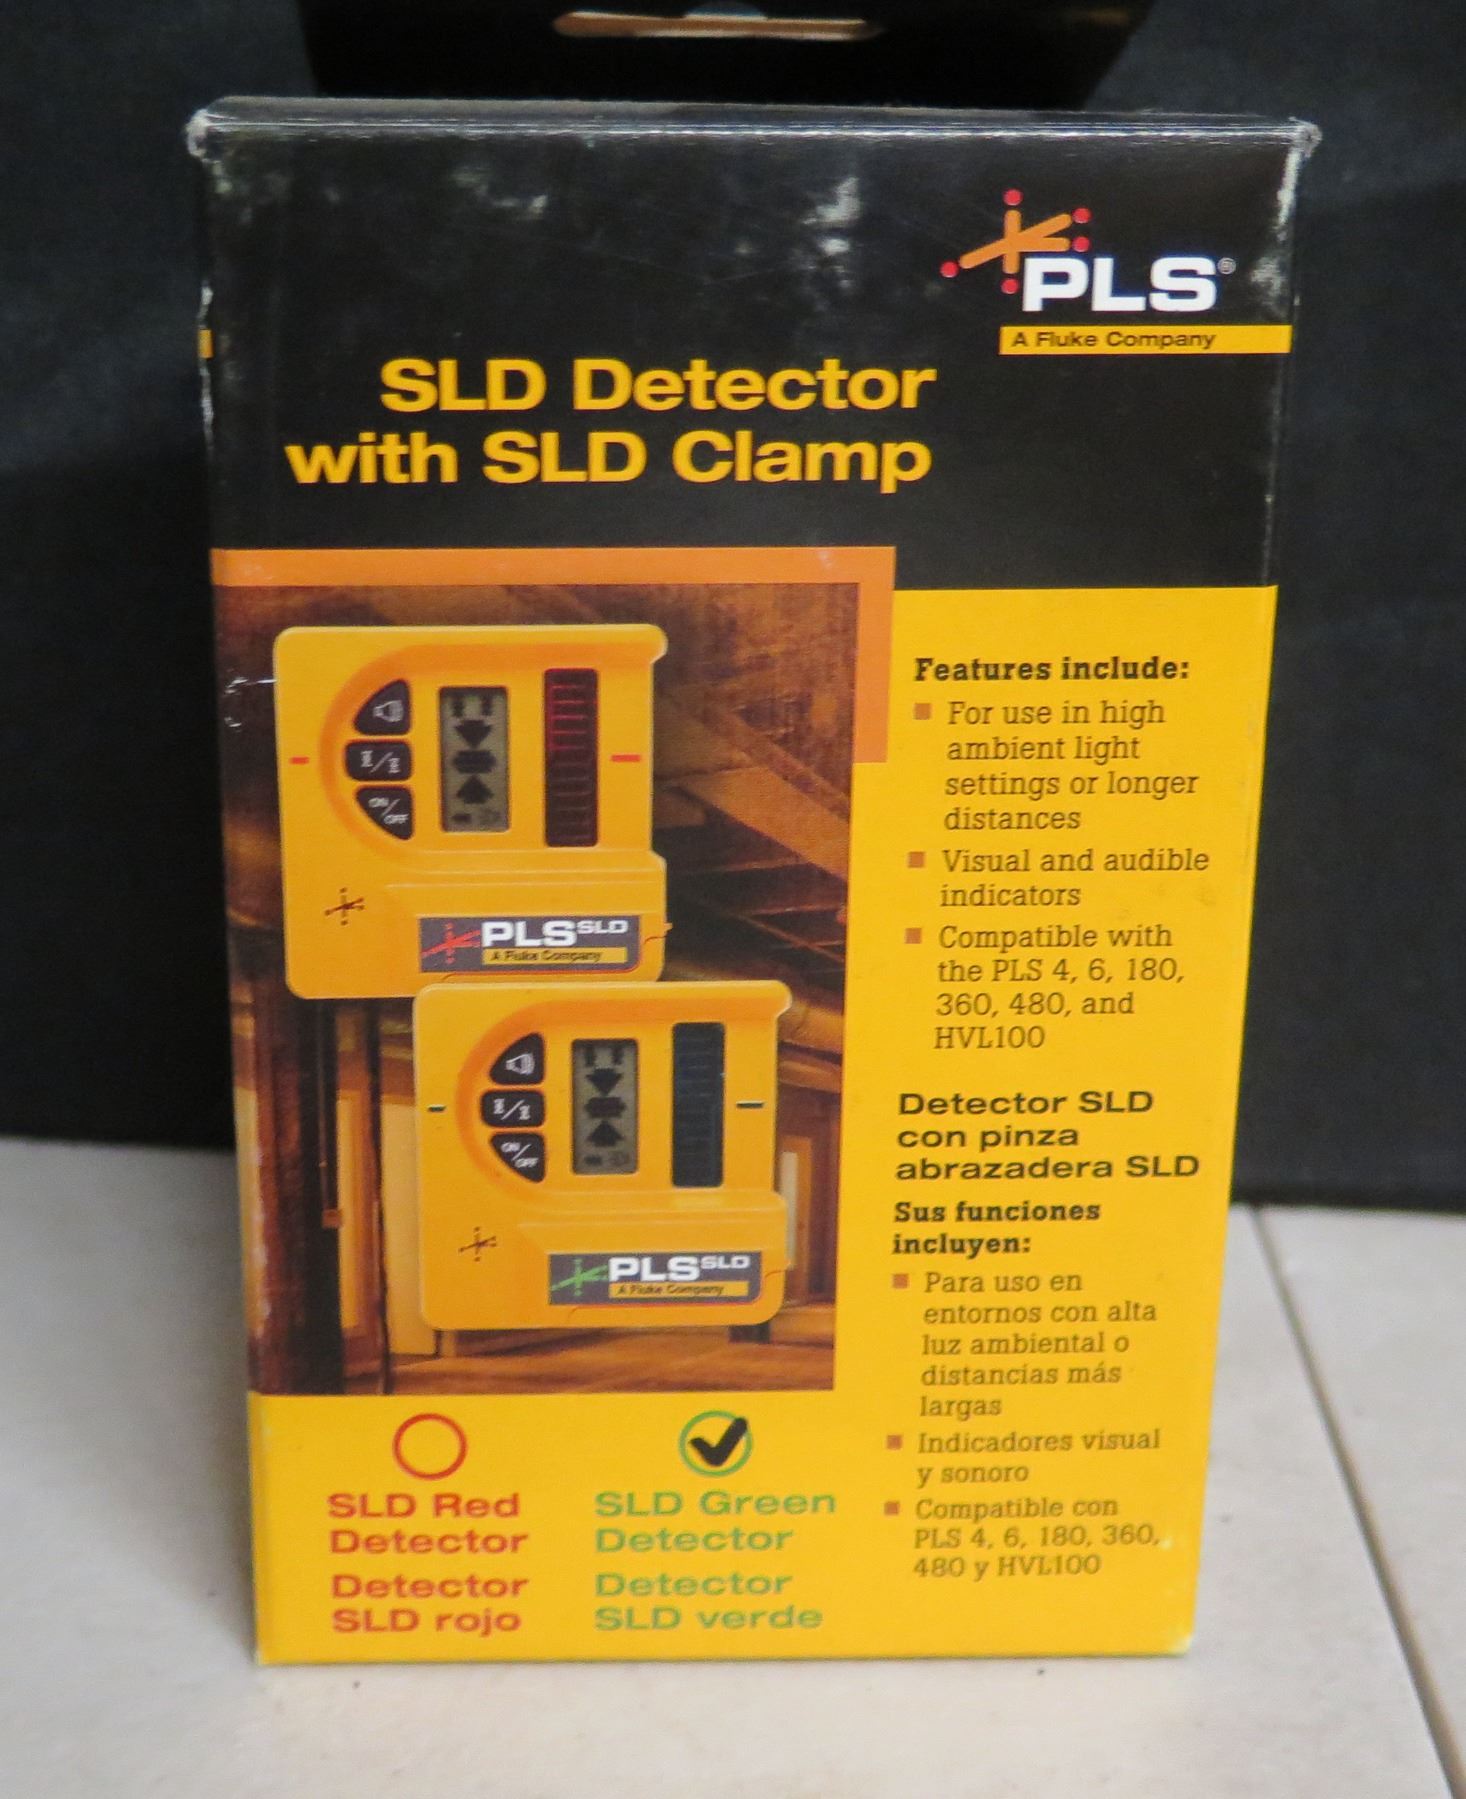 PLS®
A Fluke Company
SLD Detector
with SLD Clamp
Features include:
For use in high
ambient light
settings or longer
distances
Visual and audible
indicators
Compatible with
the PLS 4, 6, 180,
360, 480, and
HVL100
Detector SLD
con pinza
abrazadera SLD
Sus funciones
incluyen:
Para uso en
entornos con alta
luz ambiental o
distancias más
largas
Indicadores visual
y sonoro
Compatible con
PLS 4, 6, 180, 360,
480 y HVL100
ON/OFF
PLS SLD
A Fluke Company
ON/OFF
PLS SLD
A Fluke Company
SLD Red
Detector
Detector
SLD rojo
SLD Green
Detector
Detector
SLD verde